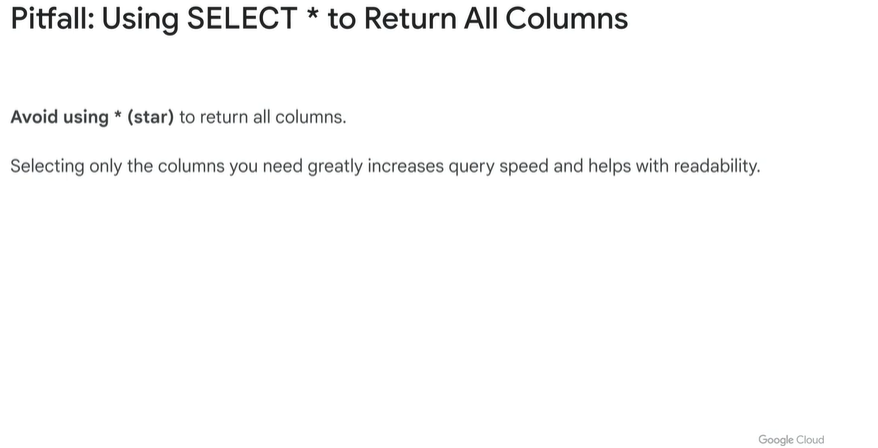 Pitfall: Using SELECT * to Return All Columns
Avoid using * (star) to return all columns.
Selecting only the columns you need greatly increases query speed and helps with readability.
Google Cloud